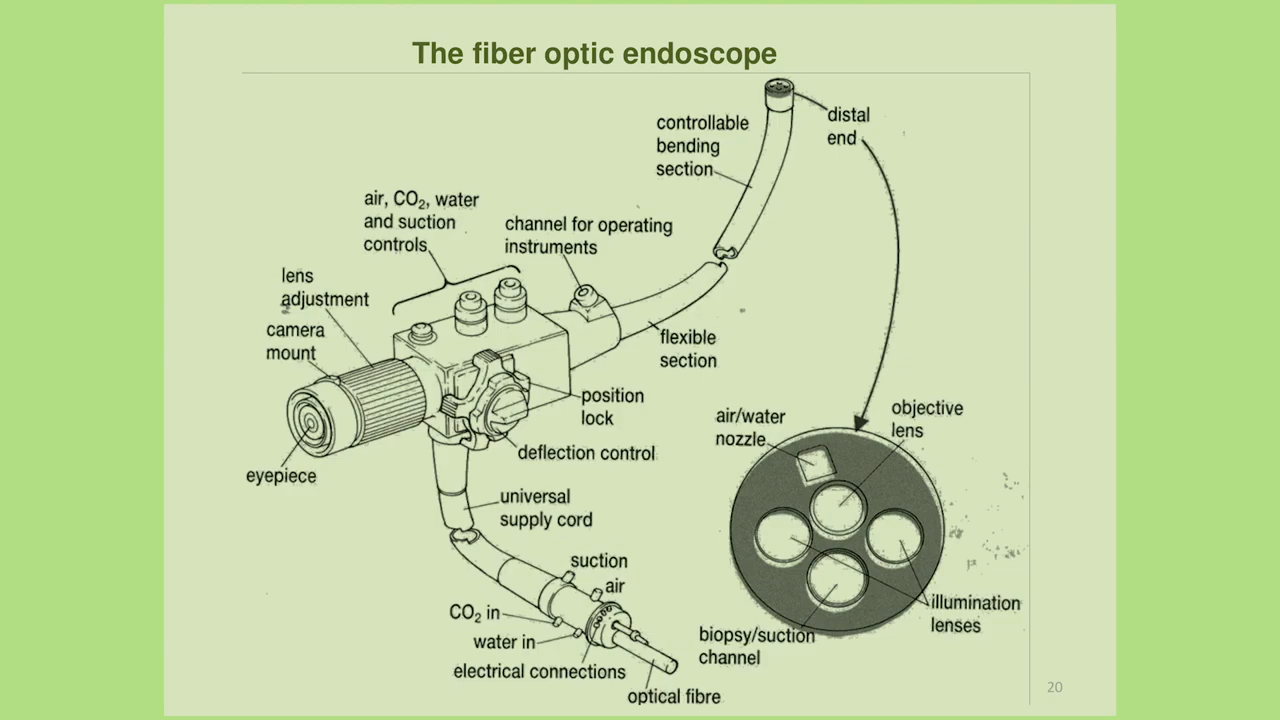 The fiber optic endoscope
distal
end
controllable
bending
section
air, CO₂, water
and suction
controls
channel for operating
instruments
lens
adjustment
camera
mount
flexible
section
position
lock
deflection control
eyepiece
universal
supply cord
air/water
nozzle
objective
lens
suction
air
CO₂ in
water in
electrical connections
optical fibre
illumination
lenses
biopsy/suction
channel
20